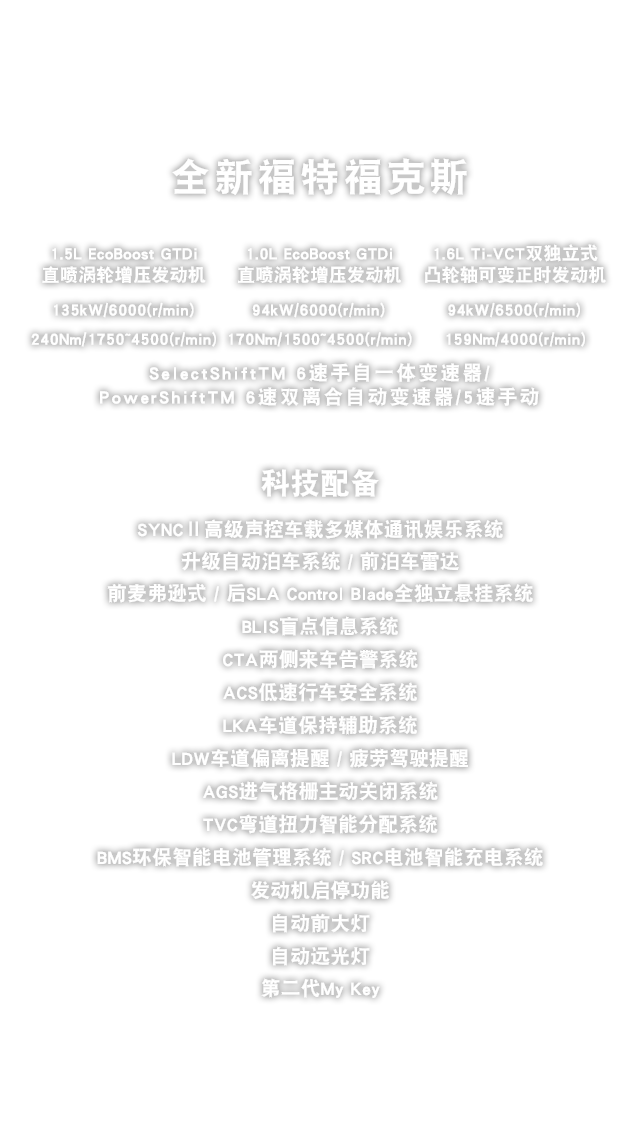 全新福特福克斯
1.5L EcoBoost GTDi 1.0L EcoBoost GTDi 1.6L Ti-VCT双独立式
直喷涡轮增压发动机 直喷涡轮增压发动机 凸轮轴可变正时发动机
135kW/6000(r/min) 94kW/6000(r/min) 94kW/6500(r/min)
240Nm/1750~4500(r/min) 170Nm/1500~4500(r/min) 159Nm/4000(r/min)
SelectShiftTM 6速手自一体变速器/
PowerShiftTM 6速双离合自动变速器/5速手动
科技配备
SYNCⅡ高级声控车载多媒体通讯娱乐系统
升级自动泊车系统 / 前泊车雷达
前麦弗逊式 / 后SLA Control Blade全独立悬挂系统
BLIS盲点信息系统
CTA两侧来车告警系统
ACS低速行车安全系统
LKA车道保持辅助系统
LDW车道偏离提醒 / 疲劳驾驶提醒
AGS进气格栅主动关闭系统
TVC弯道扭力智能分配系统
BMS环保智能电池管理系统 / SRC电池智能充电系统
发动机启停功能
自动前大灯
自动远光灯
第二代My Key